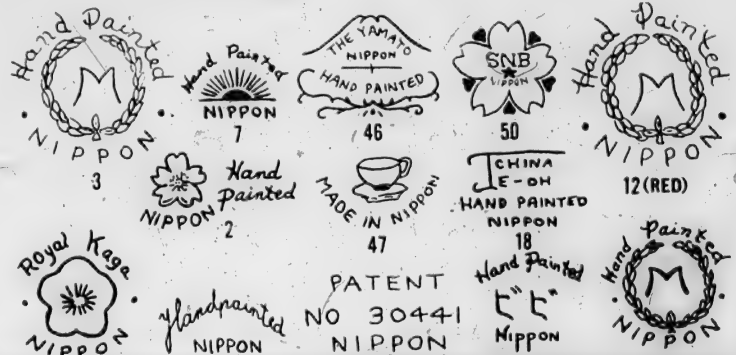 Hand Painted
M
NIPPON
3
Hand Painted
NIPPON
7
THE YAMATO
NIPPON
HAND PAINTED
46
SNB
NIPPON
50
Hand Painted
M
NIPPON
12 (RED)
Hand
Painted
NIPPON
2
MADE IN NIPPON
47
CHINA
E-OH
HAND PAINTED
NIPPON
18
Royal Kaga
NIPPON
Handpainted
NIPPON
PATENT
NO 30441
NIPPON
Hand Painted
ビビ
Nippon
Hand Painted
M
NIPPON